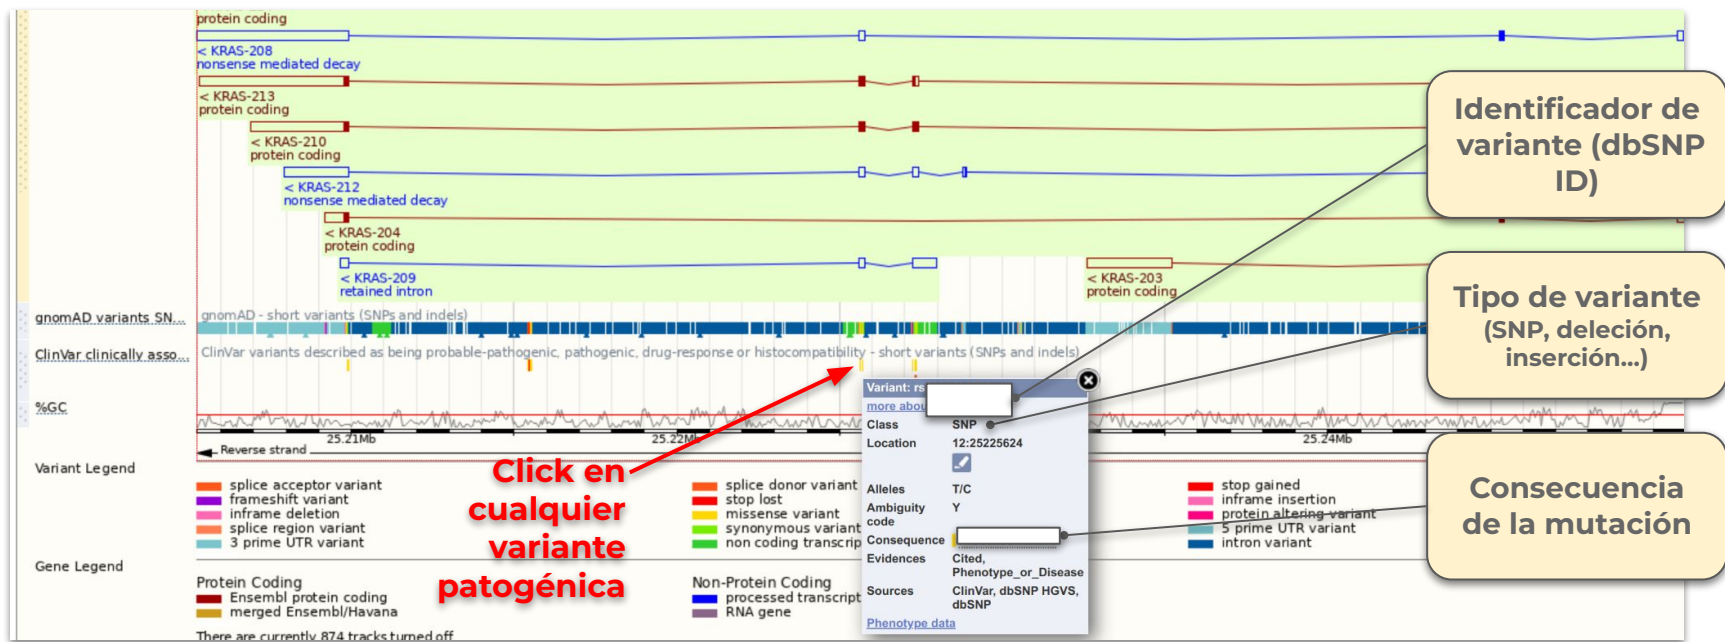 protein coding
< KRAS-208
nonsense mediated decay
< KRAS-213
protein coding
< KRAS-210
protein coding
< KRAS-212
nonsense mediated decay
< KRAS-204
protein coding
< KRAS-209
retained intron
< KRAS-203
protein coding
Identificador de
variante (dbSNP
ID)
Tipo de variante
(SNP, deleción,
inserción...)
Consecuencia
de la mutación
gnomAD variants SN...
gnomAD - short variants (SNPs and indels)
ClinVar clinically asso...
ClinVar variants described as being probable-pathogenic, pathogenic, drug-response or histocompatibility - short variants (SNPs and indels)
%GC
25.21Mb
25.22Mb
25.24Mb
Reverse strand
Click en
cualquier
variante
patogénica
Variant: rs
more abou
Class SNP
Location 12:25225624
Alleles T/C
Ambiguity
code Y
Consequence
Evidences Cited,
Phenotype_or_Disease
Sources ClinVar, dbSNP HGVS,
dbSNP
Phenotype data
Variant Legend
splice acceptor variant
frameshift variant
inframe deletion
splice region variant
3 prime UTR variant
splice donor variant
stop lost
missense variant
synonymous variant
non coding transcrip
stop gained
inframe insertion
protein altering variant
5 prime UTR variant
intron variant
Gene Legend
Protein Coding
Ensembl protein coding
merged Ensembl/Havana
Non-Protein Coding
processed transcript
RNA gene
There are currently 874 tracks turned off